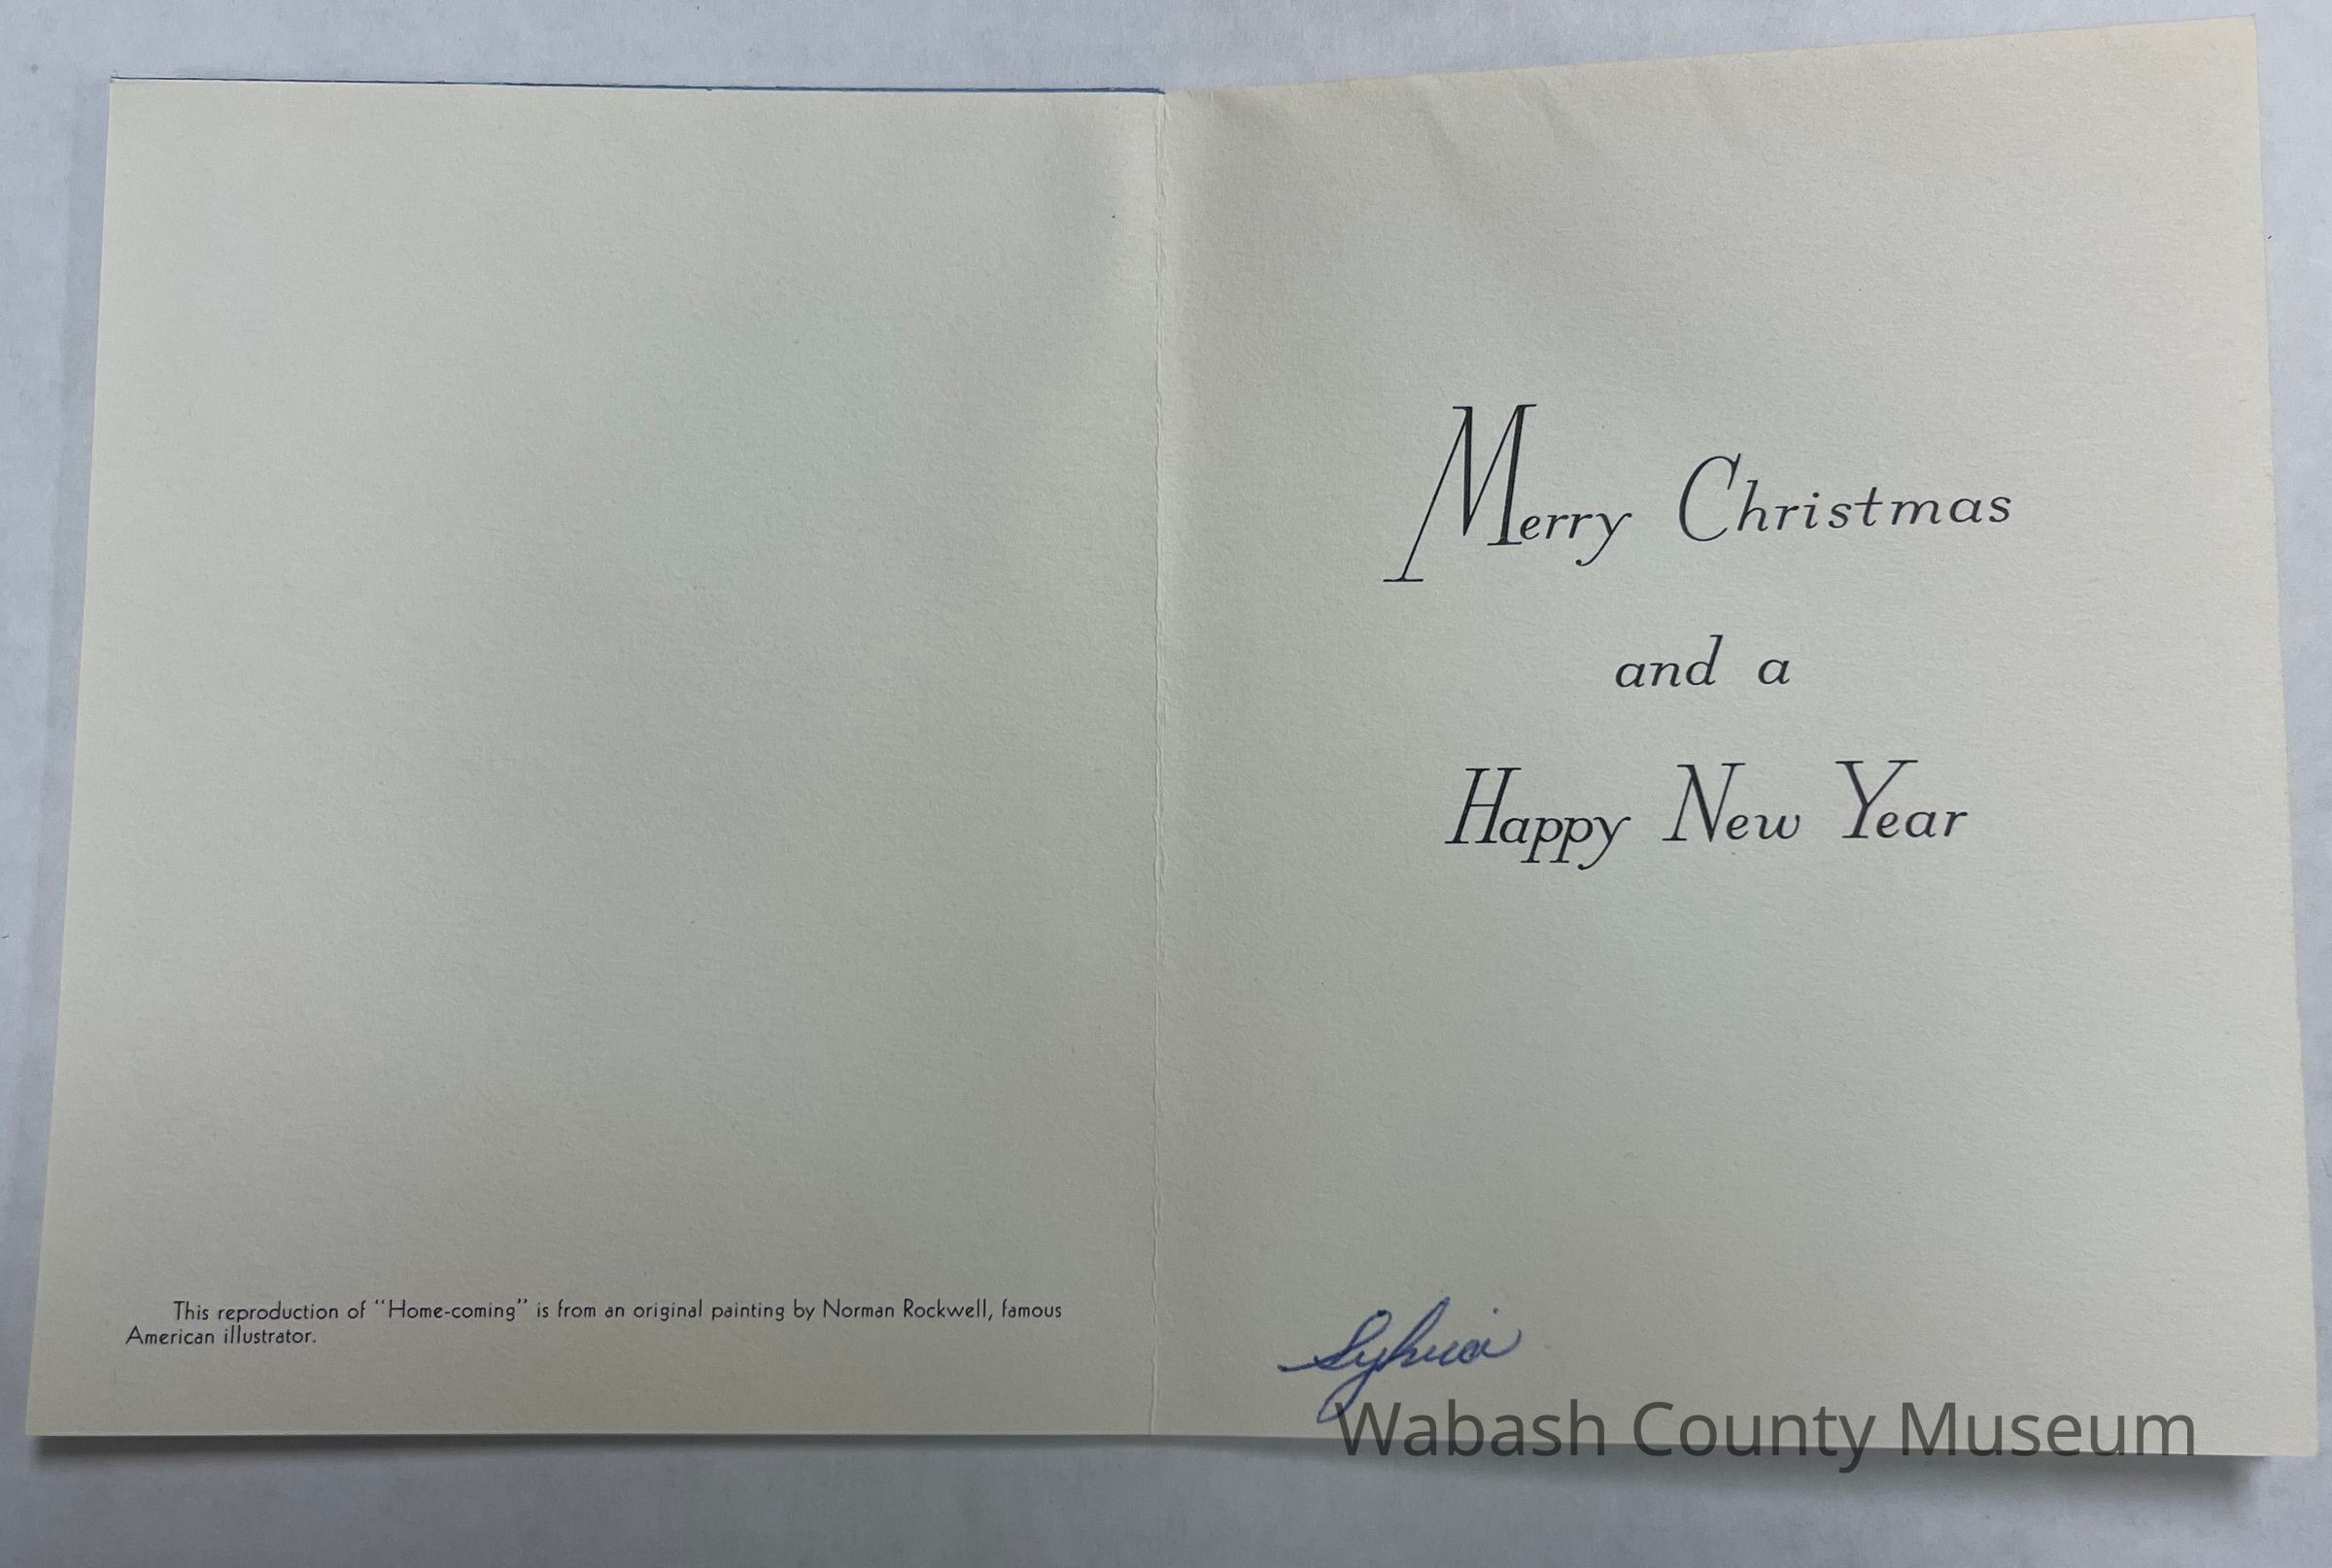 This reproduction of "Home-coming" is from an original painting by Norman Rockwell, famous
American illustrator.
Merry Christmas
and a
Happy New Year
Sylvia
Wabash County Museum